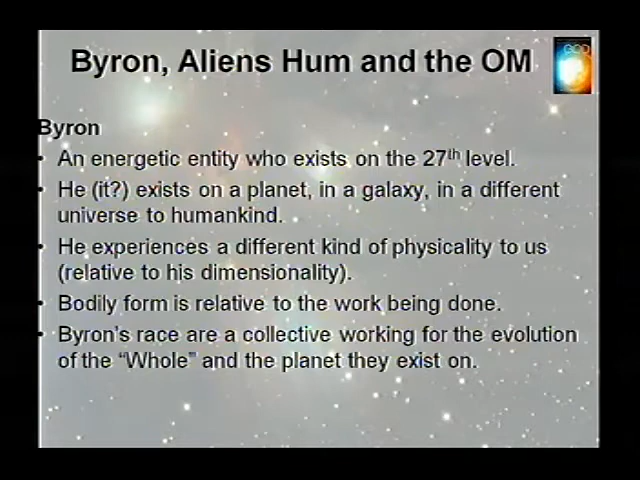 Byron, Aliens Hum and the OM
GOD
Byron
• An energetic entity who exists on the 27th level.
• He (it?) exists on a planet, in a galaxy, in a different
universe to humankind.
• He experiences a different kind of physicality to us
(relative to his dimensionality).
• Bodily form is relative to the work being done.
• Byron's race are a collective working for the evolution
of the “Whole” and the planet they exist on.